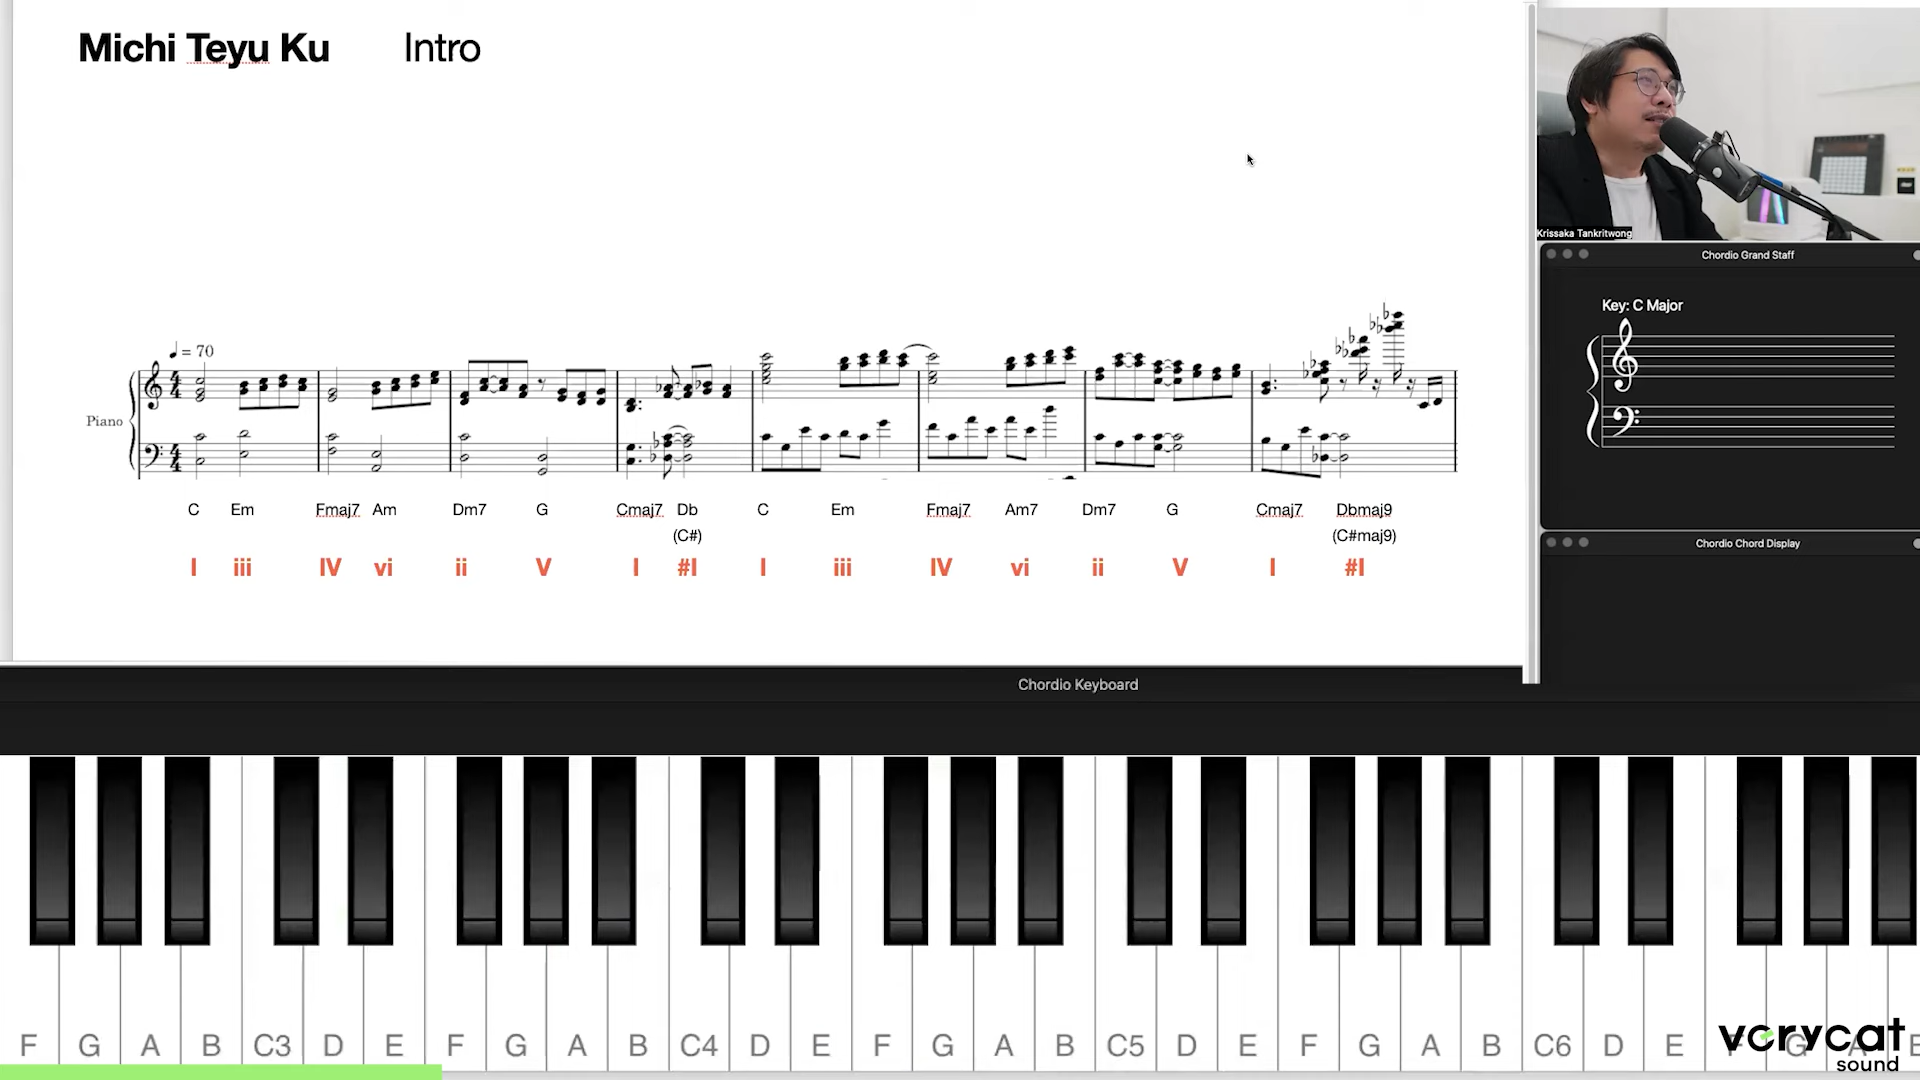 Michi Teyu Ku Intro
Krissaka Tankritwong
Chordio Grand Staff
Key: C Major
♩ = 70
Piano
C Em Fmaj7 Am Dm7 G Cmaj7 Db C Em Fmaj7 Am7 Dm7 G Cmaj7 Dbmaj9
(C#) (C#maj9)
I iii IV vi ii V I #I I iii IV vi ii V I #I
Chordio Chord Display
Chordio Keyboard
F G A B C3 D E F G A B C4 D E F G A B C5 D E F G A B C6 D E F G A
verycat
sound